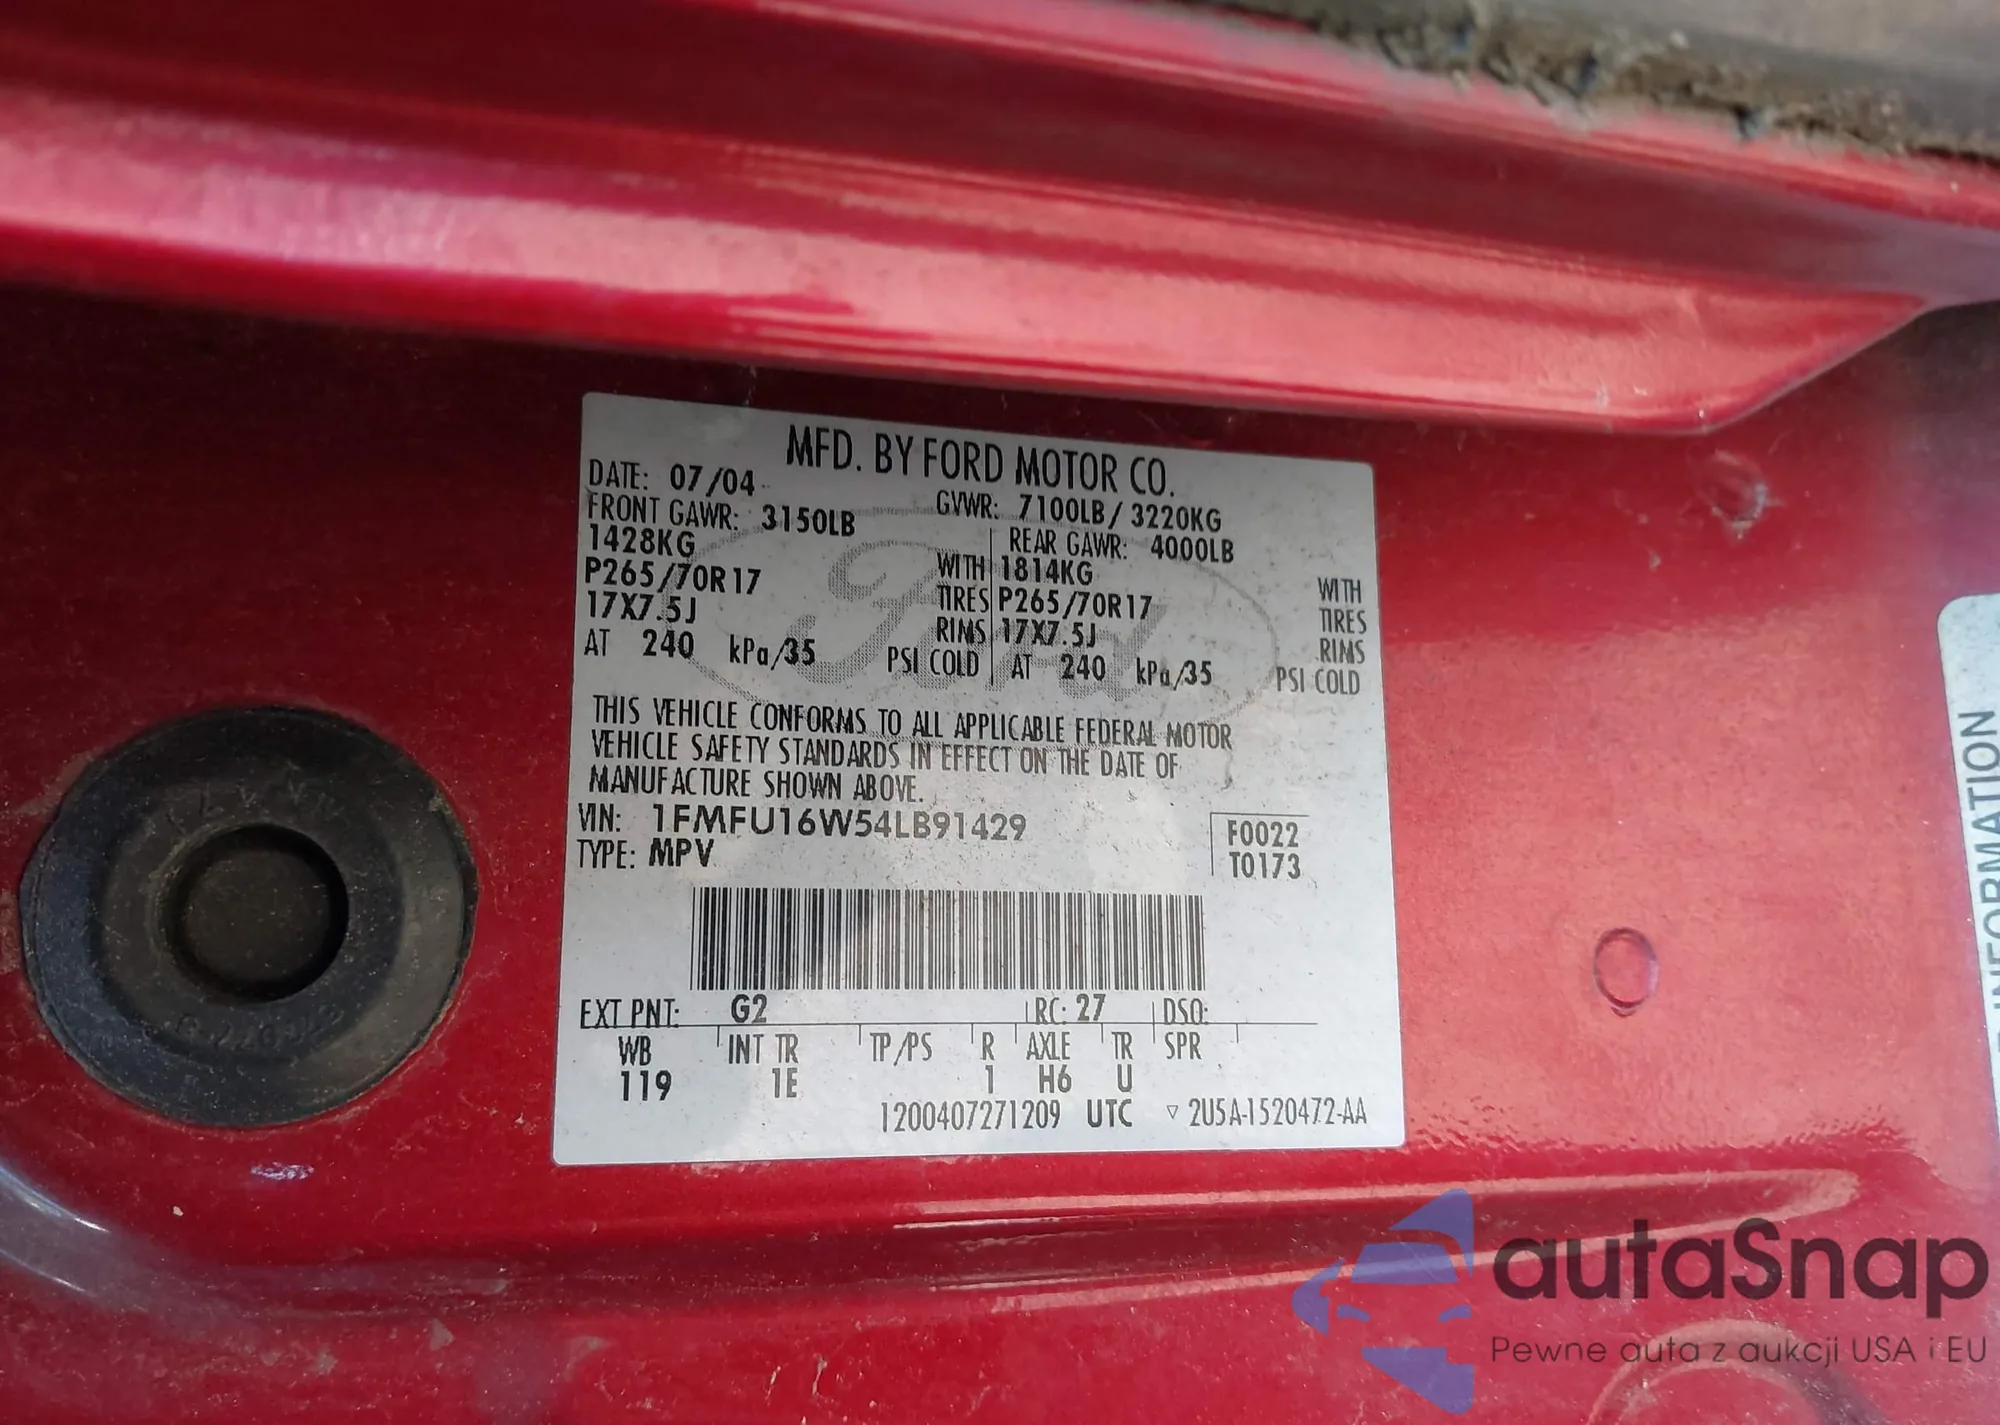 MFD. BY FORD MOTOR CO.
DATE: 07/04
GVWR: 7100LB/ 3220KG
FRONT GAWR: 3150LB
1428KG WITH
P265/70R17 TIRES
17X7.5J RIMS
AT 240 kPa/35 PSI COLD
REAR GAWR: 4000LB
1814KG WITH
P265/70R17 TIRES
17X7.5J RIMS
AT 240 kPa/35 PSI COLD
Ford
THIS VEHICLE CONFORMS TO ALL APPLICABLE FEDERAL MOTOR
VEHICLE SAFETY STANDARDS IN EFFECT ON THE DATE OF
MANUFACTURE SHOWN ABOVE.
VIN: 1FMFU16W54LB91429
TYPE: MPV
F0022
T0173
EXT PNT: G2 RC: 27 DSO:
WB INT TR TP/PS R AXLE TR SPR
119 1E 1 H6 U
1200407271209 UTC ▽ 2U5A-1520472-AA
INFORMATION
autaSnap
Pewne auta z aukcji USA i EU